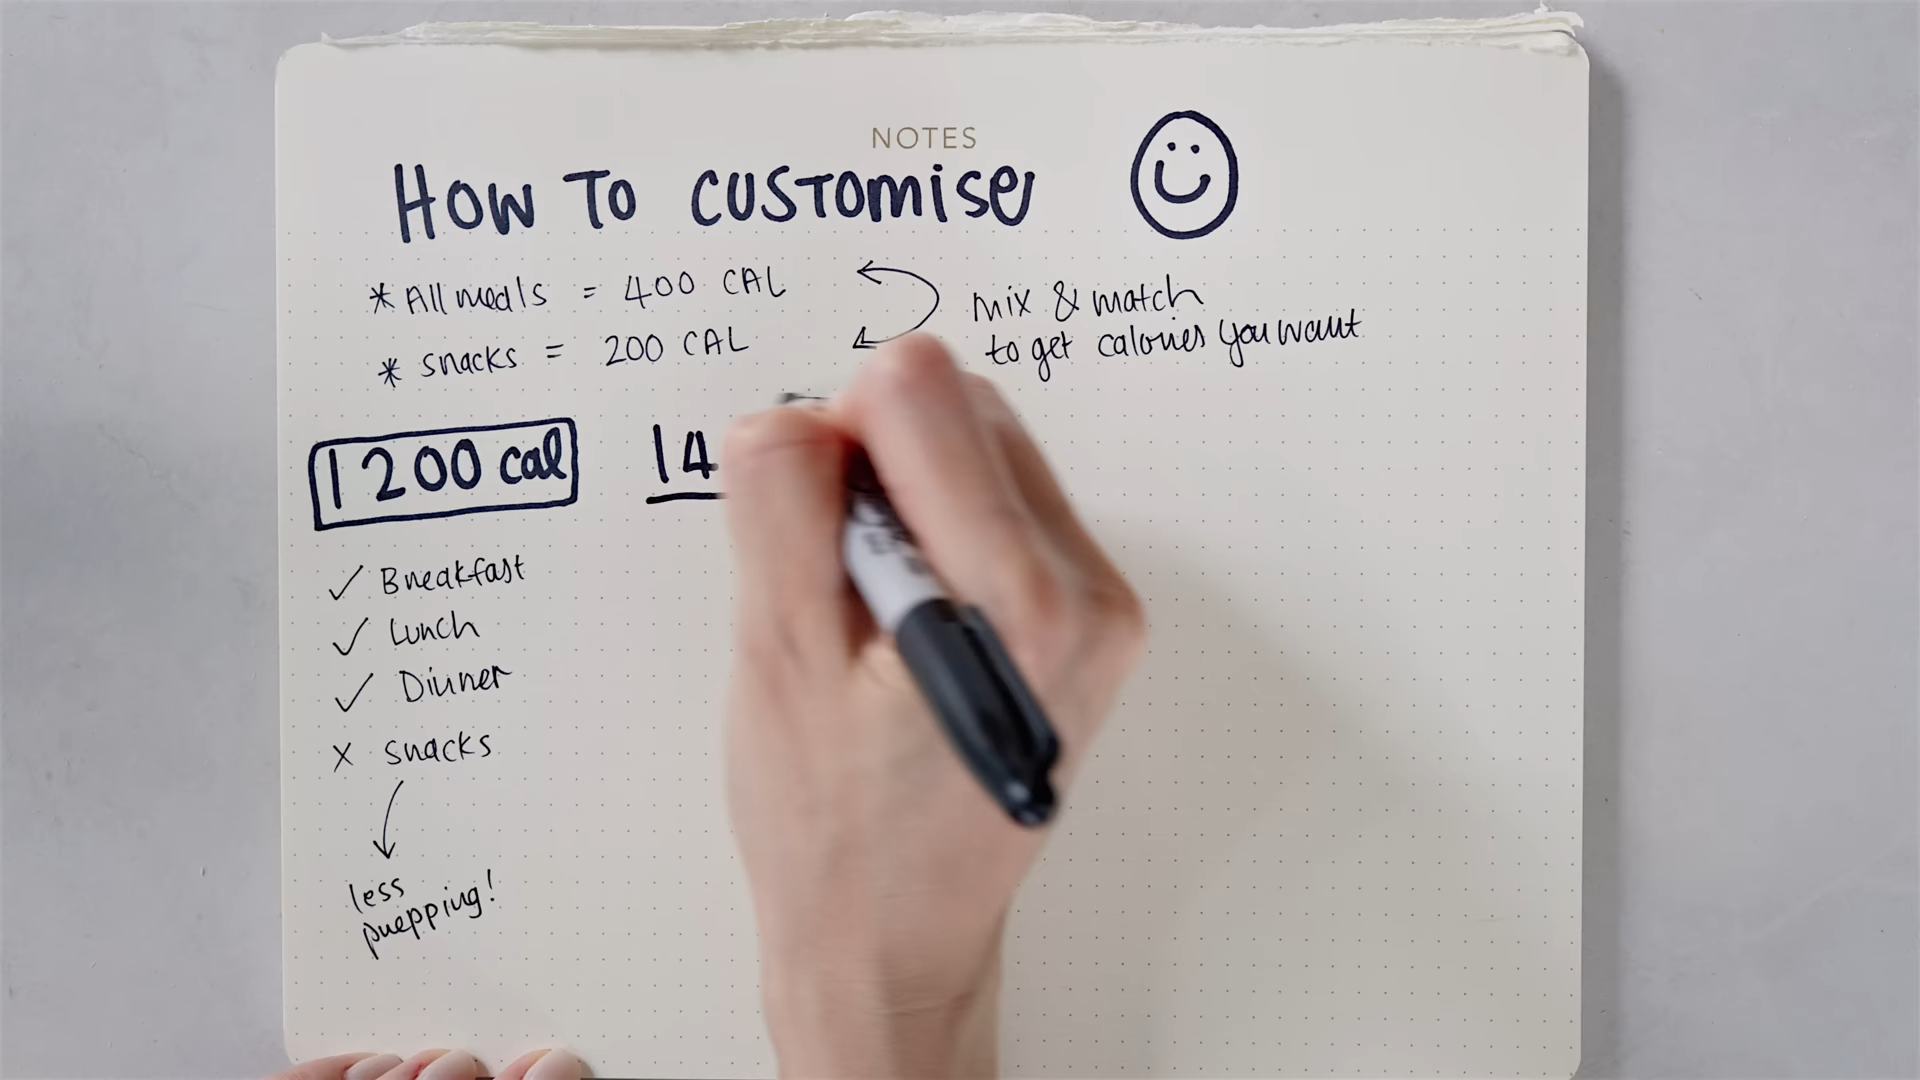 NOTES
HOW TO CUSTOMISE
* All meals = 400 CAL
* snacks = 200 CAL
mix & match
to get calories you want
1200 cal
14
✓ Breakfast
✓ Lunch
✓ Dinner
x snacks
less
prepping!